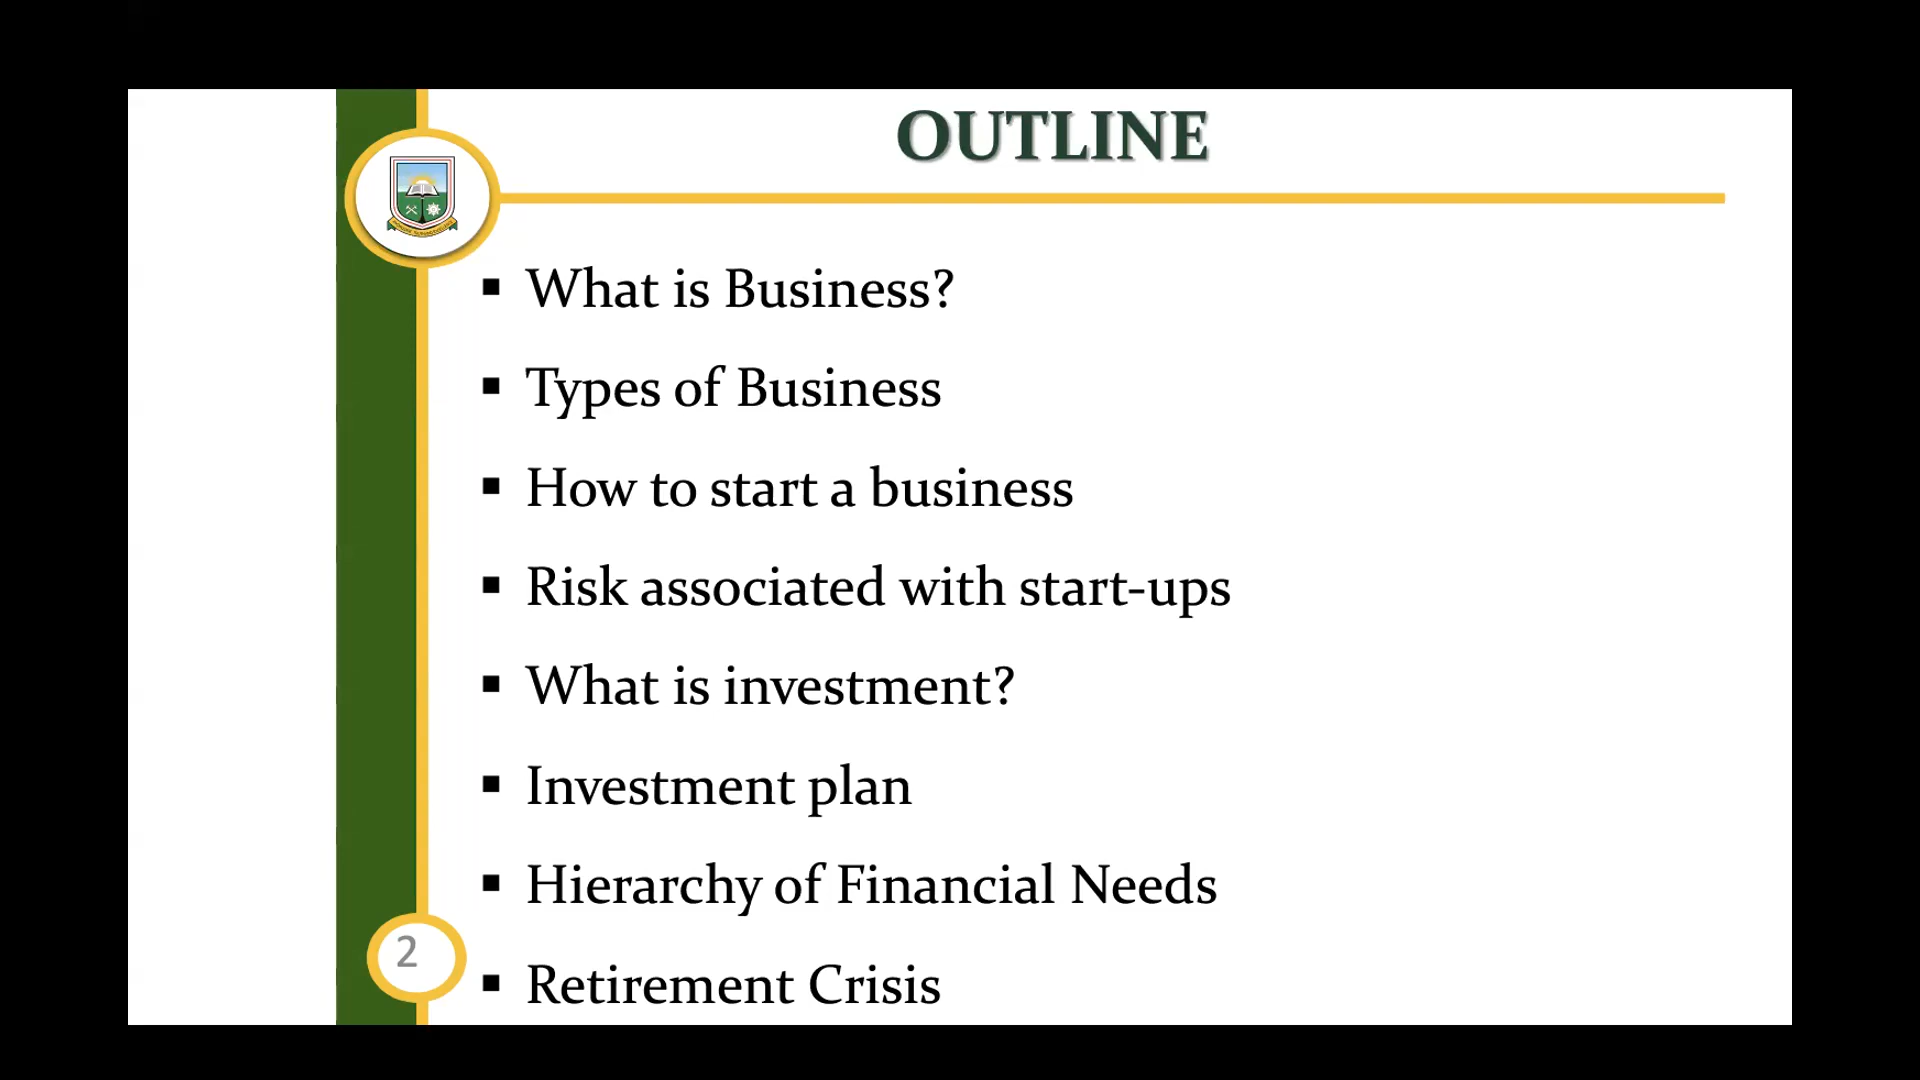 OUTLINE
▪ What is Business?
▪ Types of Business
▪ How to start a business
▪ Risk associated with start-ups
▪ What is investment?
▪ Investment plan
▪ Hierarchy of Financial Needs
▪ Retirement Crisis
2